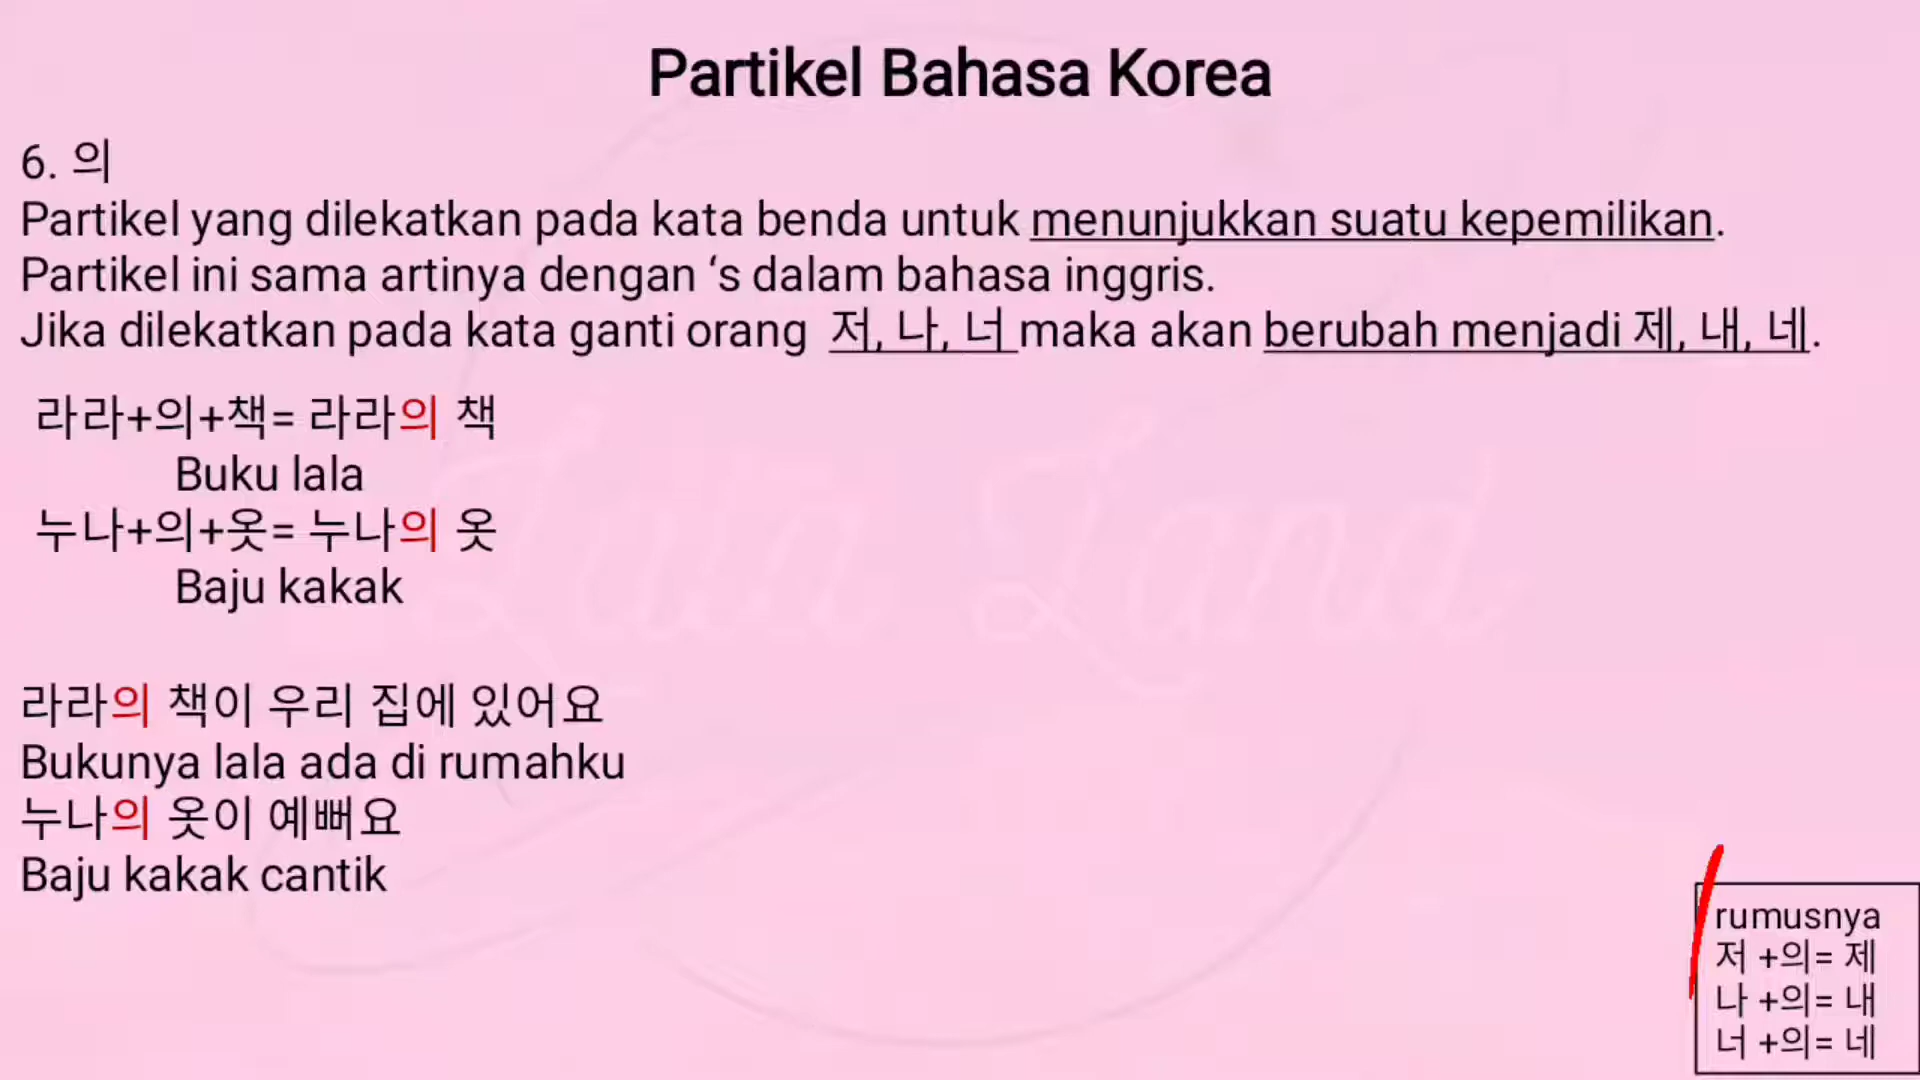 Partikel Bahasa Korea
6. 의
Partikel yang dilekatkan pada kata benda untuk menunjukkan suatu kepemilikan.
Partikel ini sama artinya dengan ‘s dalam bahasa inggris.
Jika dilekatkan pada kata ganti orang 저, 나, 너 maka akan berubah menjadi 제, 내, 네.
라라+의+책= 라라의 책
Buku lala
누나+의+옷= 누나의 옷
Baju kakak
라라의 책이 우리 집에 있어요
Bukunya lala ada di rumahku
누나의 옷이 예뻐요
Baju kakak cantik
rumusnya
저 +의= 제
나 +의= 내
너 +의= 네